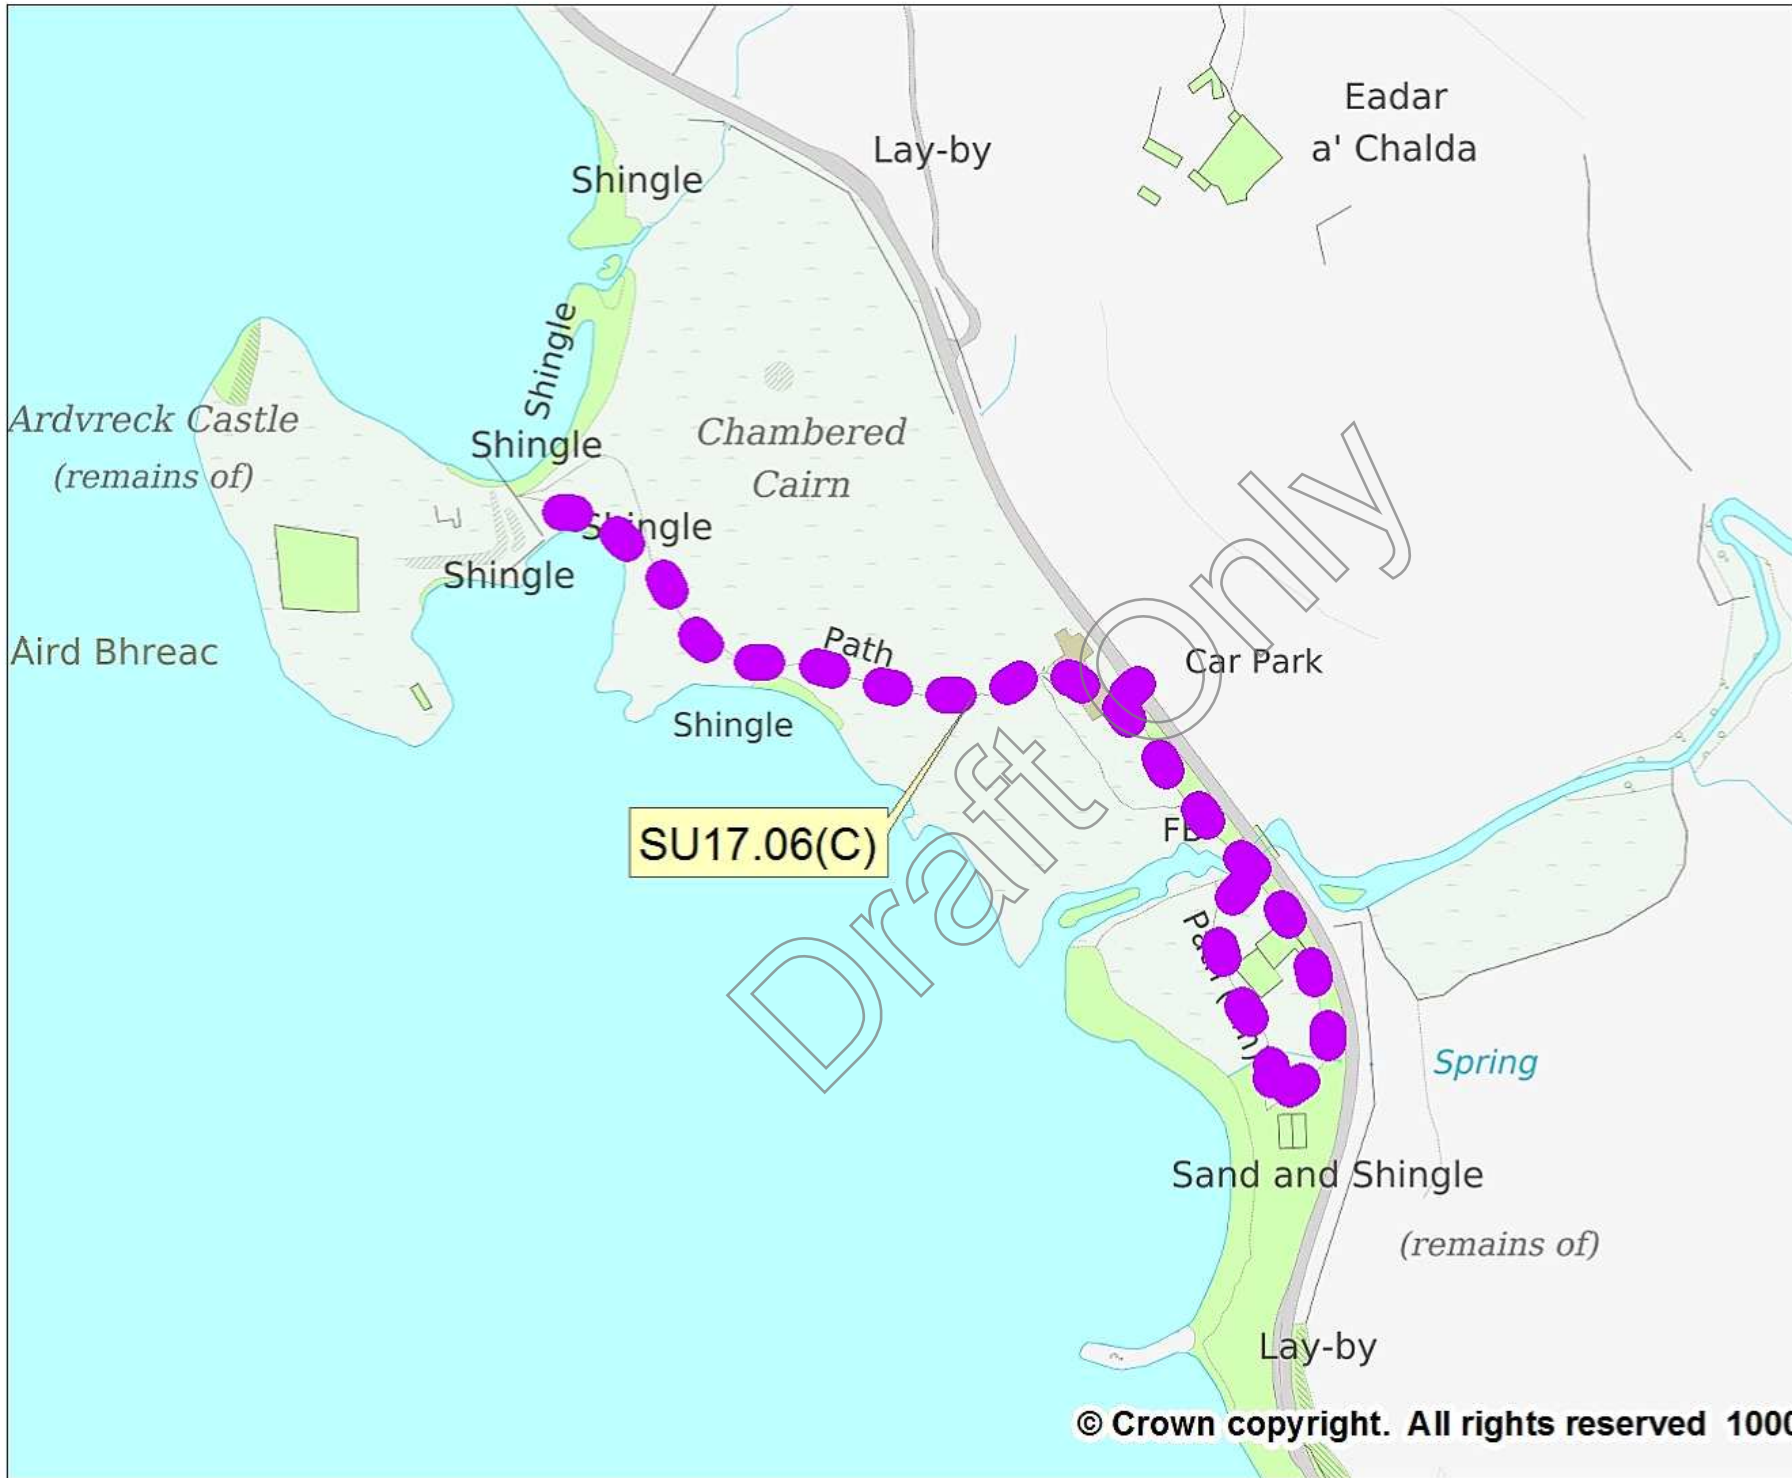 Eadar
a' Chalda
Lay-by
Shingle
Shingle
Ardvreck Castle
(remains of)
Chambered
Cairn
Shingle
Shingle
Shingle
Path
Aird Bhreac
Car Park
Shingle
SU17.06(C)
FB
Draft Only
Spring
Sand and Shingle
(remains of)
Lay-by
© Crown copyright. All rights reserved 1000